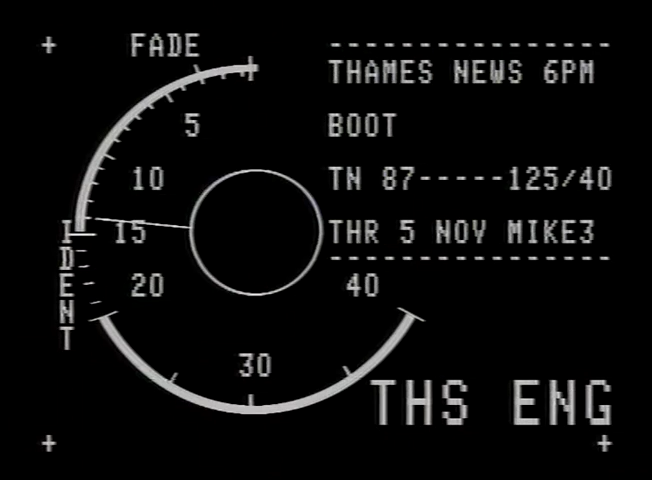 FADE
THAMES NEWS 6PM
5
BOOT
10
TN 87-----125/40
15
THR 5 NOV MIKE3
IDENT
20
40
30
THS ENG